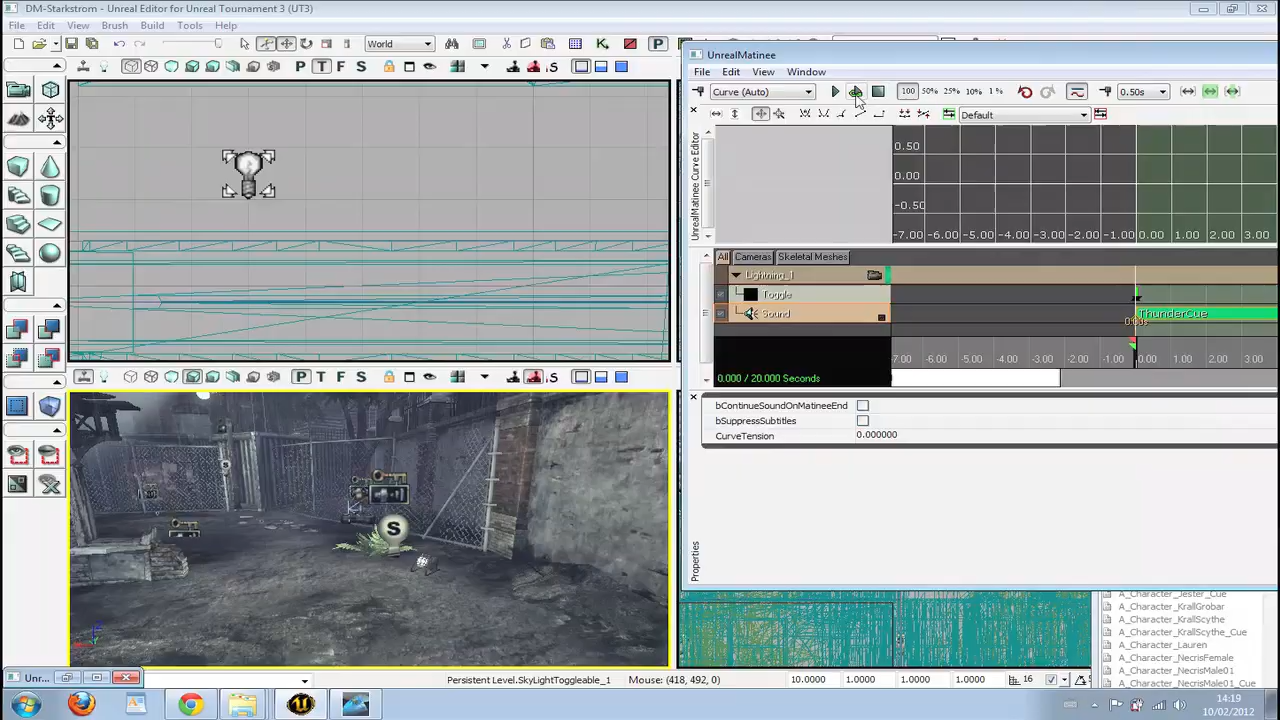 DM-Starkstrom - Unreal Editor for Unreal Tournament 3 (UT3)
File Edit View Brush Build Tools Help
World
P
P T F S
S
UnrealMatinee
File Edit View Window
Curve (Auto)
100 50% 25% 10% 1 %
0.50s
Default
UnrealMatinee Curve Editor
0.50
0.00
-0.50
-7.00 -6.00 -5.00 -4.00 -3.00 -2.00 -1.00 0.00 1.00 2.00 3.00
All Cameras Skeletal Meshes
Lightning_1
Toggle
Sound
ThunderCue
7.00 -6.00 -5.00 -4.00 -3.00 -2.00 -1.00 0.00 1.00 2.00 3.00
0.000 / 20.000 Seconds
P T F S
S
bContinueSoundOnMatineeEnd
bSuppressSubtitles
CurveTension 0.000000
Properties
S
A_Character_Jester_Cue
A_Character_KrallGrobar
A_Character_KrallScythe
A_Character_KrallScythe_Cue
A_Character_Lauren
A_Character_NecrisFemale
A_Character_NecrisMale01
A_Character_NecrisMale01_Cue
Unr...
Persistent Level.SkyLightToggleable_1 Mouse: (418, 492, 0) 10.0000 1.0000 1.0000 1.0000 16
14:19
10/02/2012